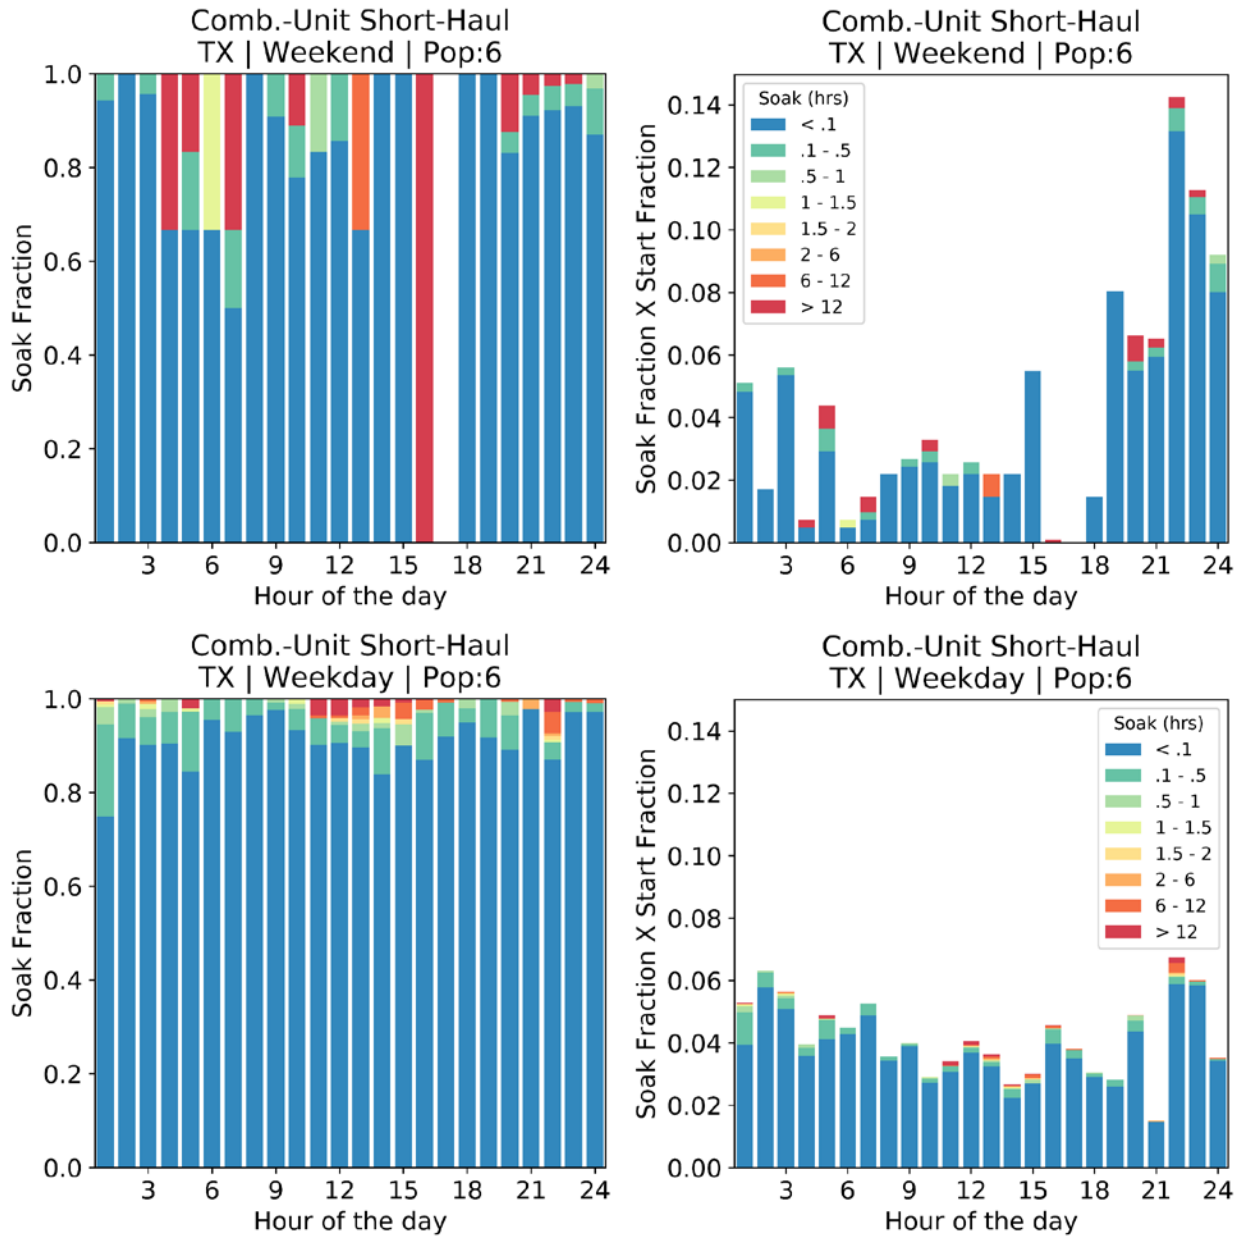 Comb.-Unit Short-Haul
TX | Weekend | Pop:6
1.0
0.8
0.6
0.4
0.2
0.0
Soak Fraction
3 6 9 12 15 18 21 24
Hour of the day
Comb.-Unit Short-Haul
TX | Weekend | Pop:6
0.14
0.12
0.10
0.08
0.06
0.04
0.02
0.00
Soak Fraction X Start Fraction
Soak (hrs)
< .1
.1 - .5
.5 - 1
1 - 1.5
1.5 - 2
2 - 6
6 - 12
> 12
3 6 9 12 15 18 21 24
Hour of the day
Comb.-Unit Short-Haul
TX | Weekday | Pop:6
1.0
0.8
0.6
0.4
0.2
0.0
Soak Fraction
3 6 9 12 15 18 21 24
Hour of the day
Comb.-Unit Short-Haul
TX | Weekday | Pop:6
0.14
0.12
0.10
0.08
0.06
0.04
0.02
0.00
Soak Fraction X Start Fraction
Soak (hrs)
< .1
.1 - .5
.5 - 1
1 - 1.5
1.5 - 2
2 - 6
6 - 12
> 12
3 6 9 12 15 18 21 24
Hour of the day